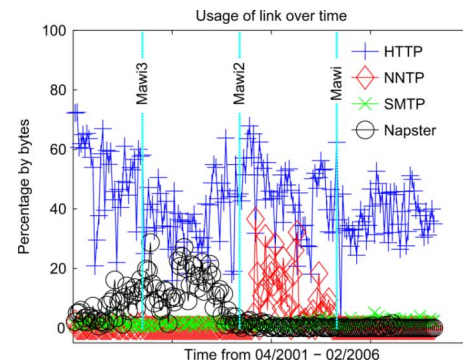 Usage of link over time
100
80
60
40
20
0
Percentage by bytes
Mawi3
Mawi2
Mawi
HTTP
NNTP
SMTP
Napster
Time from 04/2001 − 02/2006